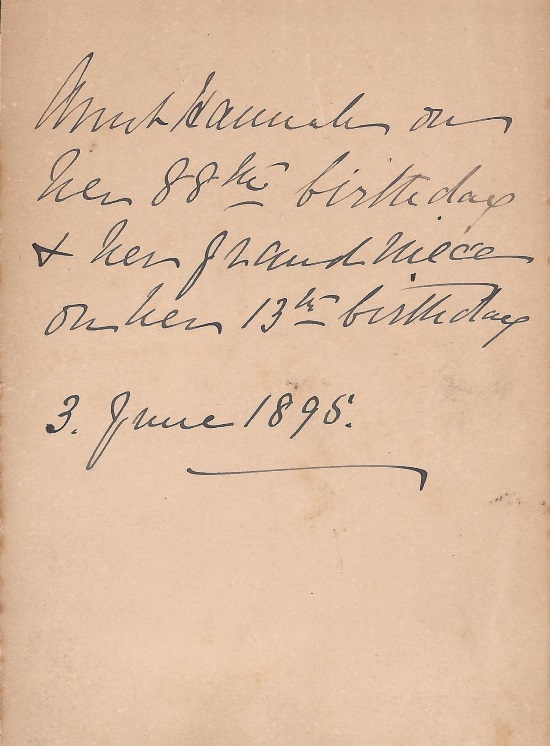 Aunt Hannah on
her 88th birthday
& her grand niece
on her 13th birthday
3. June 1895.